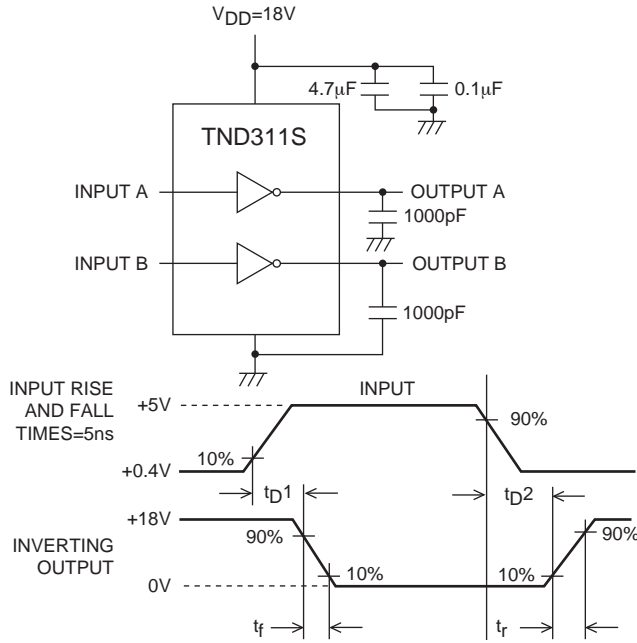 VDD=18V
4.7μF
0.1μF
TND311S
INPUT A
OUTPUT A
1000pF
INPUT B
OUTPUT B
1000pF
INPUT RISE
AND FALL
TIMES=5ns
+5V
INPUT
90%
10%
+0.4V
tD1
tD2
+18V
90%
90%
INVERTING
OUTPUT
10%
10%
0V
tf
tr